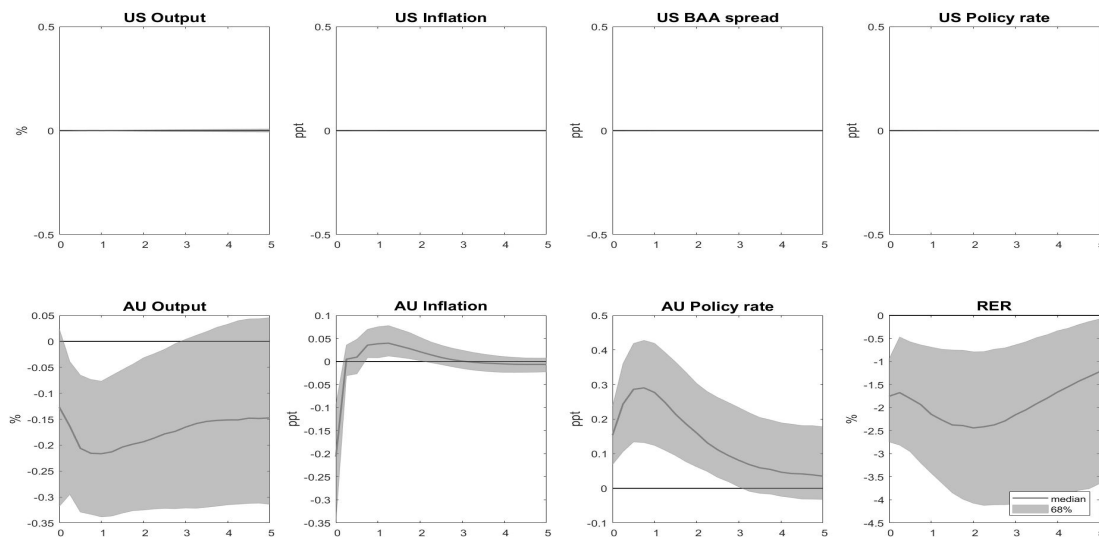 US Output
0.5
0
-0.5
%
0 1 2 3 4 5
US Inflation
0.5
0
-0.5
ppt
0 1 2 3 4 5
US BAA spread
0.5
0
-0.5
ppt
0 1 2 3 4 5
US Policy rate
0.5
0
-0.5
ppt
0 1 2 3 4 5
AU Output
0.05
0
-0.05
-0.1
-0.15
-0.2
-0.25
-0.3
-0.35
%
0 1 2 3 4 5
AU Inflation
0.1
0.05
0
-0.05
-0.1
-0.15
-0.2
-0.25
-0.3
-0.35
ppt
0 1 2 3 4 5
AU Policy rate
0.5
0.4
0.3
0.2
0.1
0
-0.1
ppt
0 1 2 3 4 5
RER
0
-0.5
-1
-1.5
-2
-2.5
-3
-3.5
-4
-4.5
%
0 1 2 3 4 5
median
68%